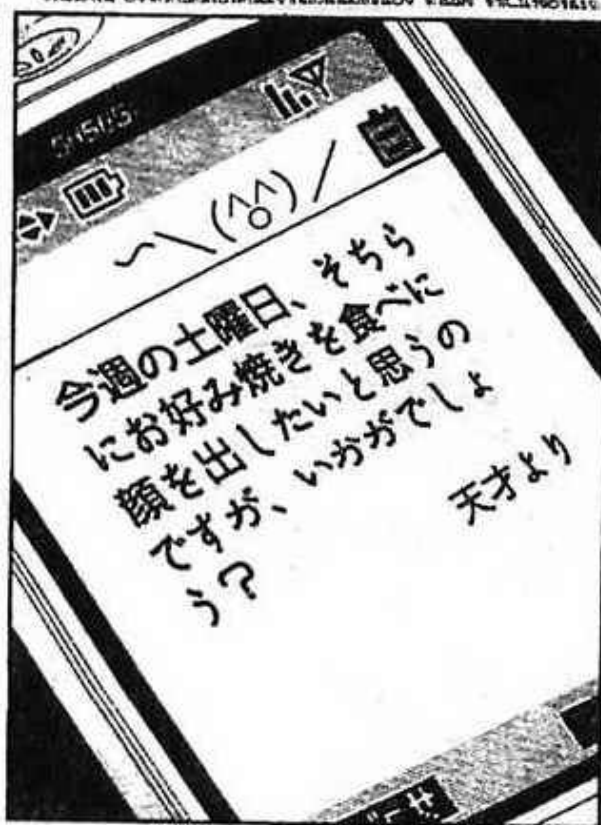 〜＼(^o^)／
今週の土曜日、そちら
にお好み焼きを食べに
顔を出したいと思うの
ですが、いかがでしょ
う？
天才より